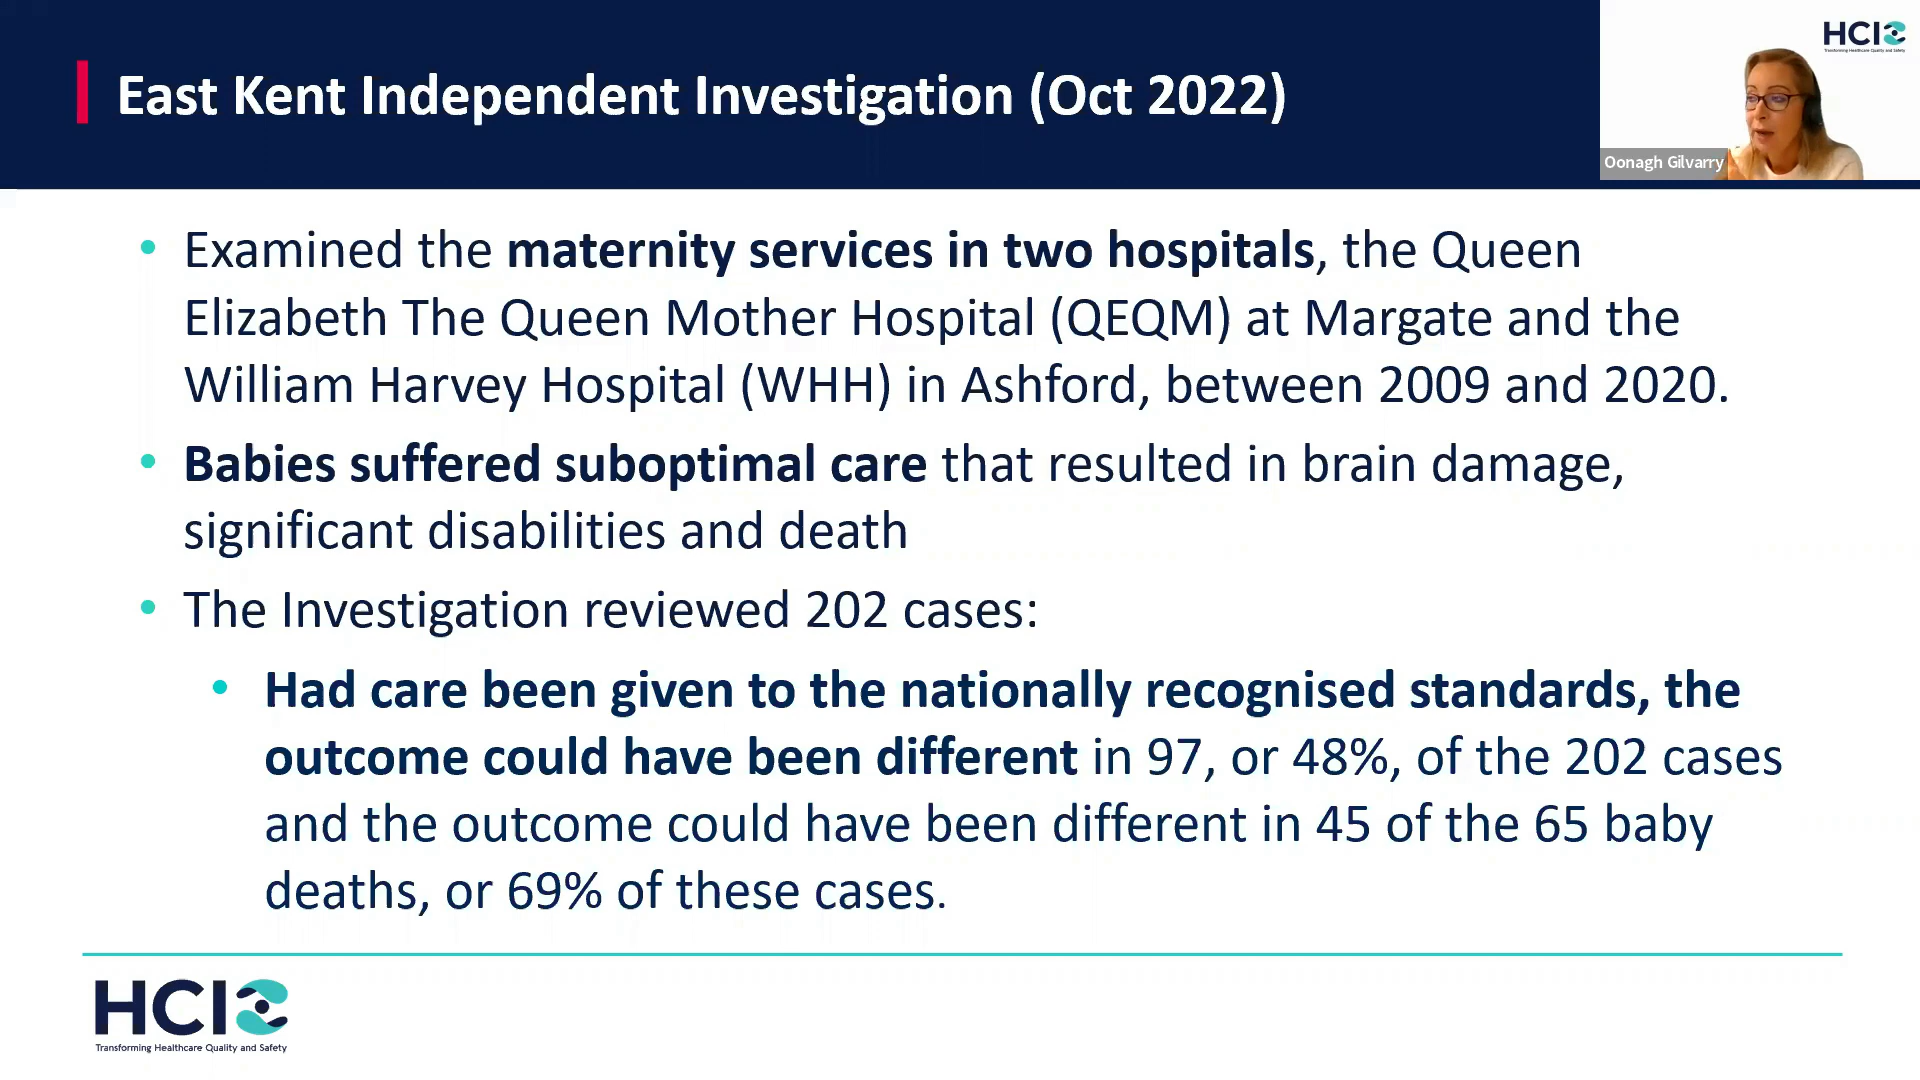 East Kent Independent Investigation (Oct 2022)
HCI
Transforming Healthcare Quality and Safety
Oonagh Gilvarry
• Examined the maternity services in two hospitals, the Queen
Elizabeth The Queen Mother Hospital (QEQM) at Margate and the
William Harvey Hospital (WHH) in Ashford, between 2009 and 2020.
• Babies suffered suboptimal care that resulted in brain damage,
significant disabilities and death
• The Investigation reviewed 202 cases:
• Had care been given to the nationally recognised standards, the
outcome could have been different in 97, or 48%, of the 202 cases
and the outcome could have been different in 45 of the 65 baby
deaths, or 69% of these cases.
HCI
Transforming Healthcare Quality and Safety